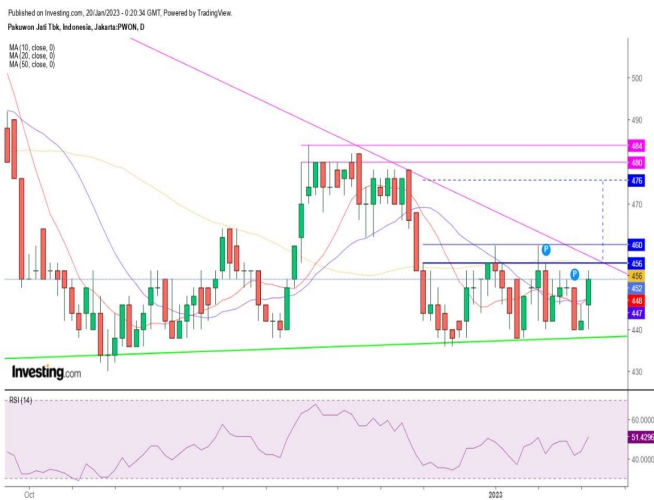 Published on Investing.com, 20/Jan/2023 - 0:20:34 GMT, Powered by TradingView.
Pakuwon Jati Tbk, Indonesia, Jakarta:PWON, D
MA (10, close, 0)
MA (20, close, 0)
MA (50, close, 0)
500
490
484
480
476
470
460
456
456
452
448
447
440
430
P
P
Investing.com
RSI (14)
60.0000
51.4296
40.0000
Oct
2023